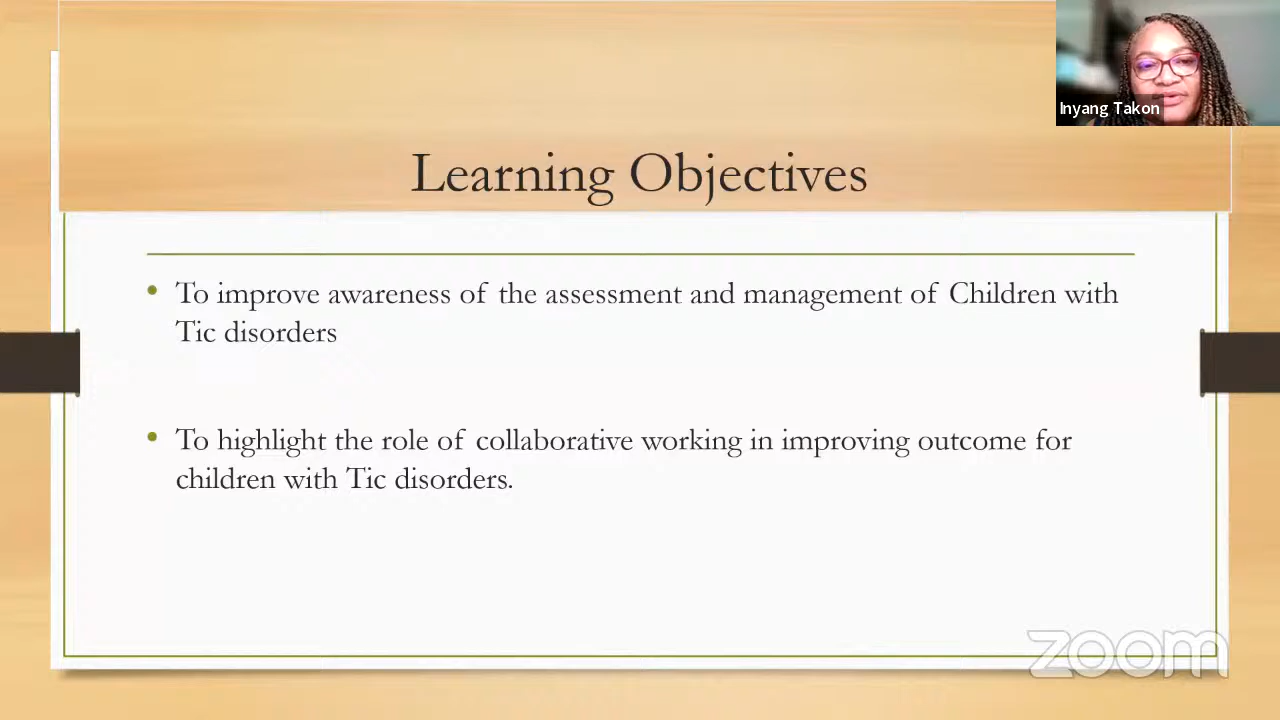 Inyang Takon
Learning Objectives
• To improve awareness of the assessment and management of Children with
Tic disorders
• To highlight the role of collaborative working in improving outcome for
children with Tic disorders.
zoom